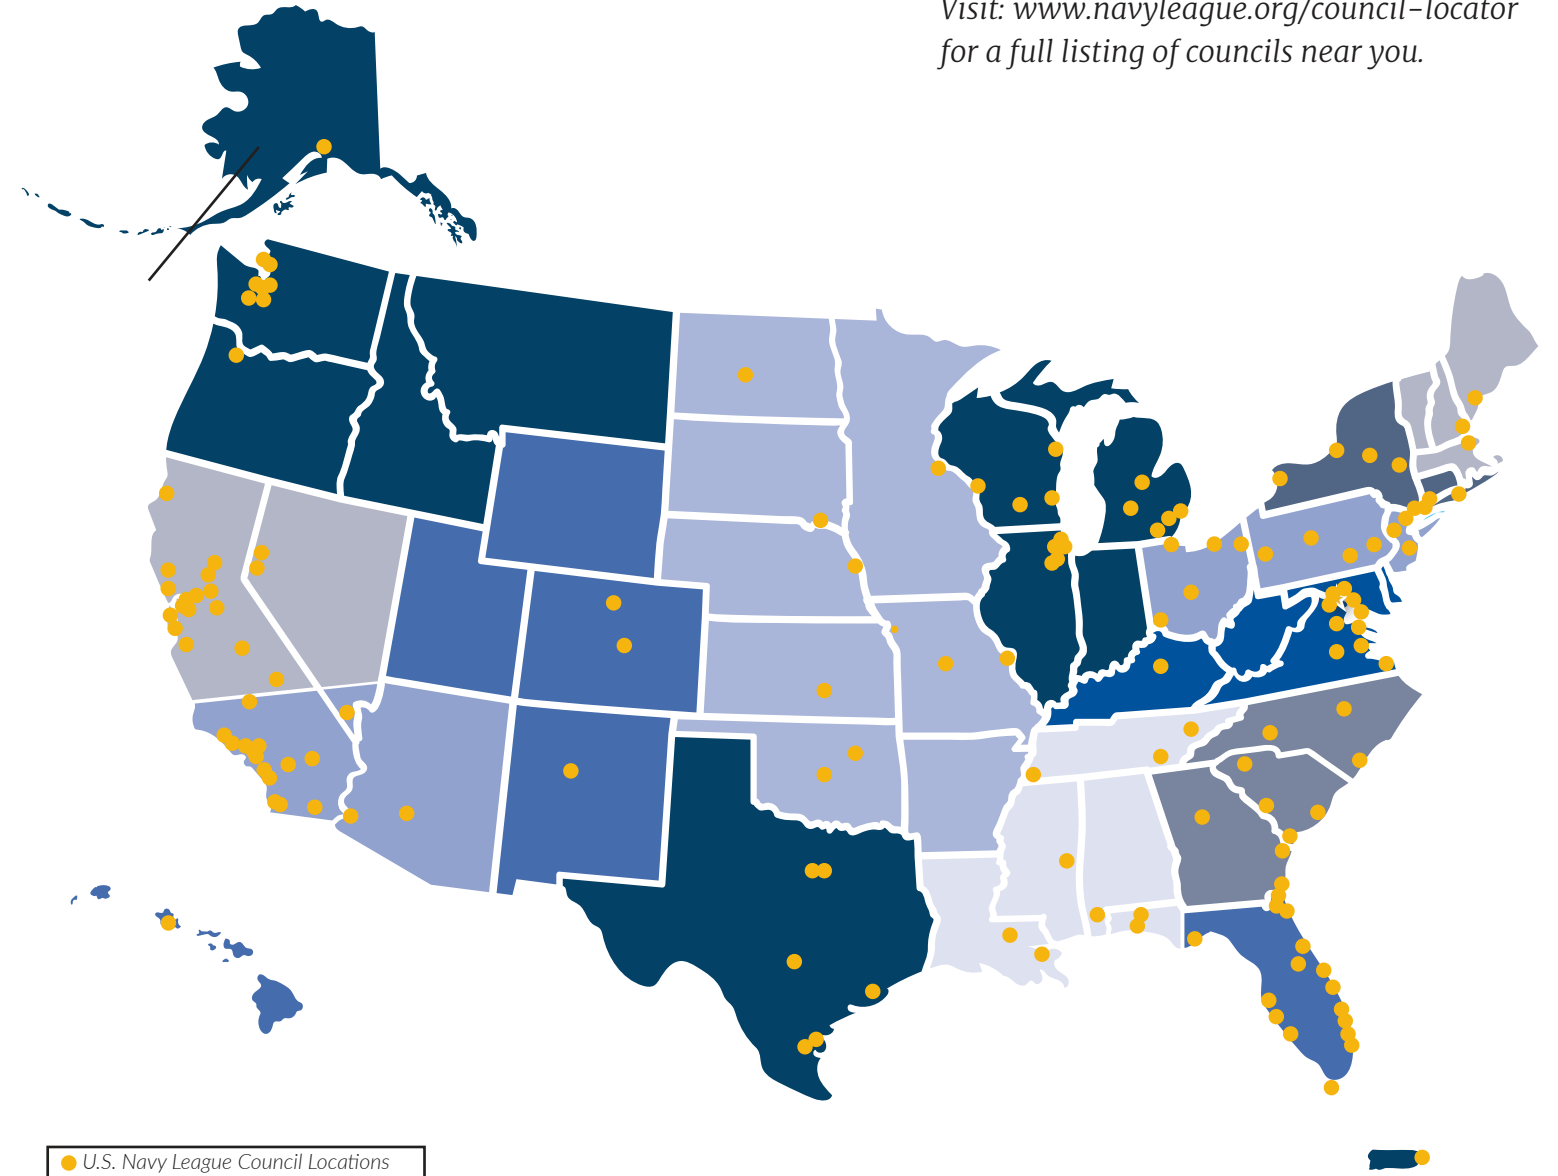 Visit: www.navyleague.org/council-locator
for a full listing of councils near you.
U.S. Navy League Council Locations